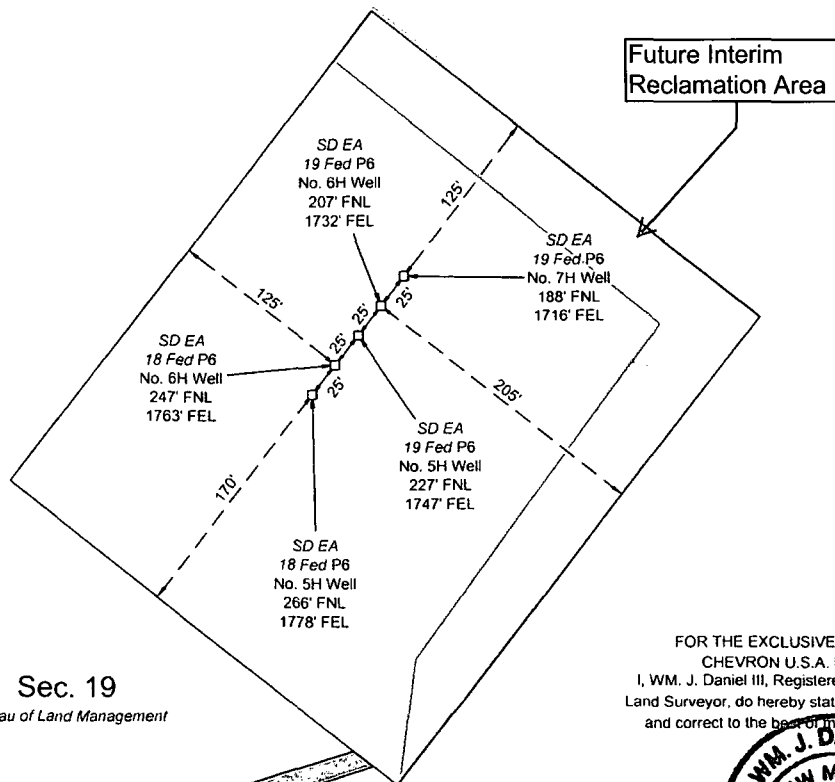 Future Interim
Reclamation Area
SD EA
19 Fed P6
No. 6H Well
207' FNL
1732' FEL
125'
SD EA
19 Fed P6
No. 7H Well
188' FNL
1716' FEL
125'
25'
25'
25'
25'
SD EA
18 Fed P6
No. 6H Well
247' FNL
1763' FEL
205'
SD EA
19 Fed P6
No. 5H Well
227' FNL
1747' FEL
170'
SD EA
18 Fed P6
No. 5H Well
266' FNL
1778' FEL
Sec. 19
au of Land Management
FOR THE EXCLUSIVE
CHEVRON U.S.A.
I, WM. J. Daniel III, Registere
Land Surveyor, do hereby stat
and correct to the best of m
WM. J. D
W M